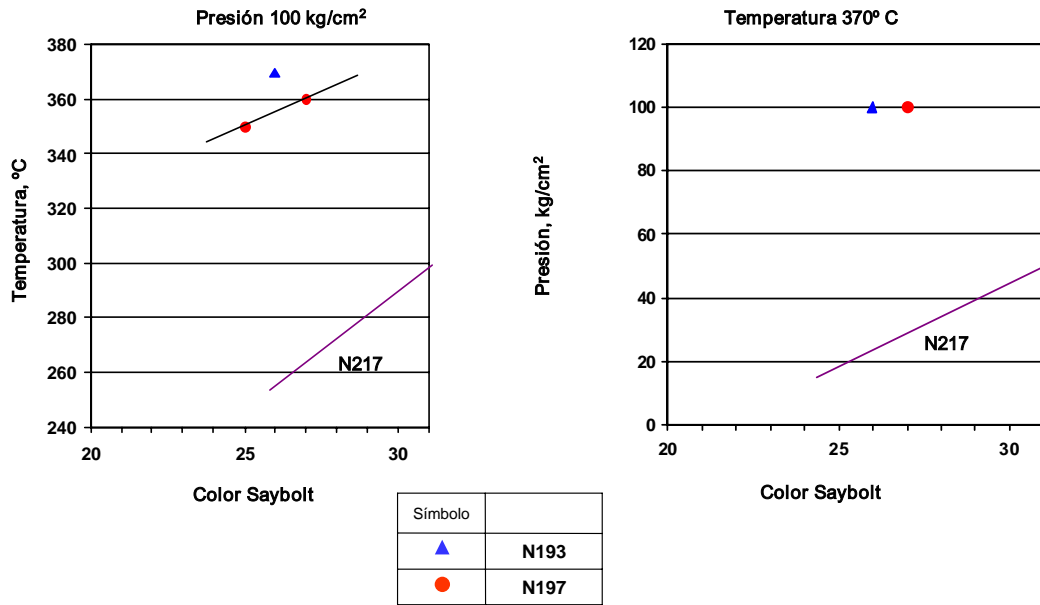 Presión 100 kg/cm²
Temperatura, ºC
380
360
340
320
300
280
260
240
N217
20
25
30
Color Saybolt
Temperatura 370º C
Presión, kg/cm²
120
100
80
60
40
20
0
N217
20
25
30
Color Saybolt
Símbolo
N193
N197